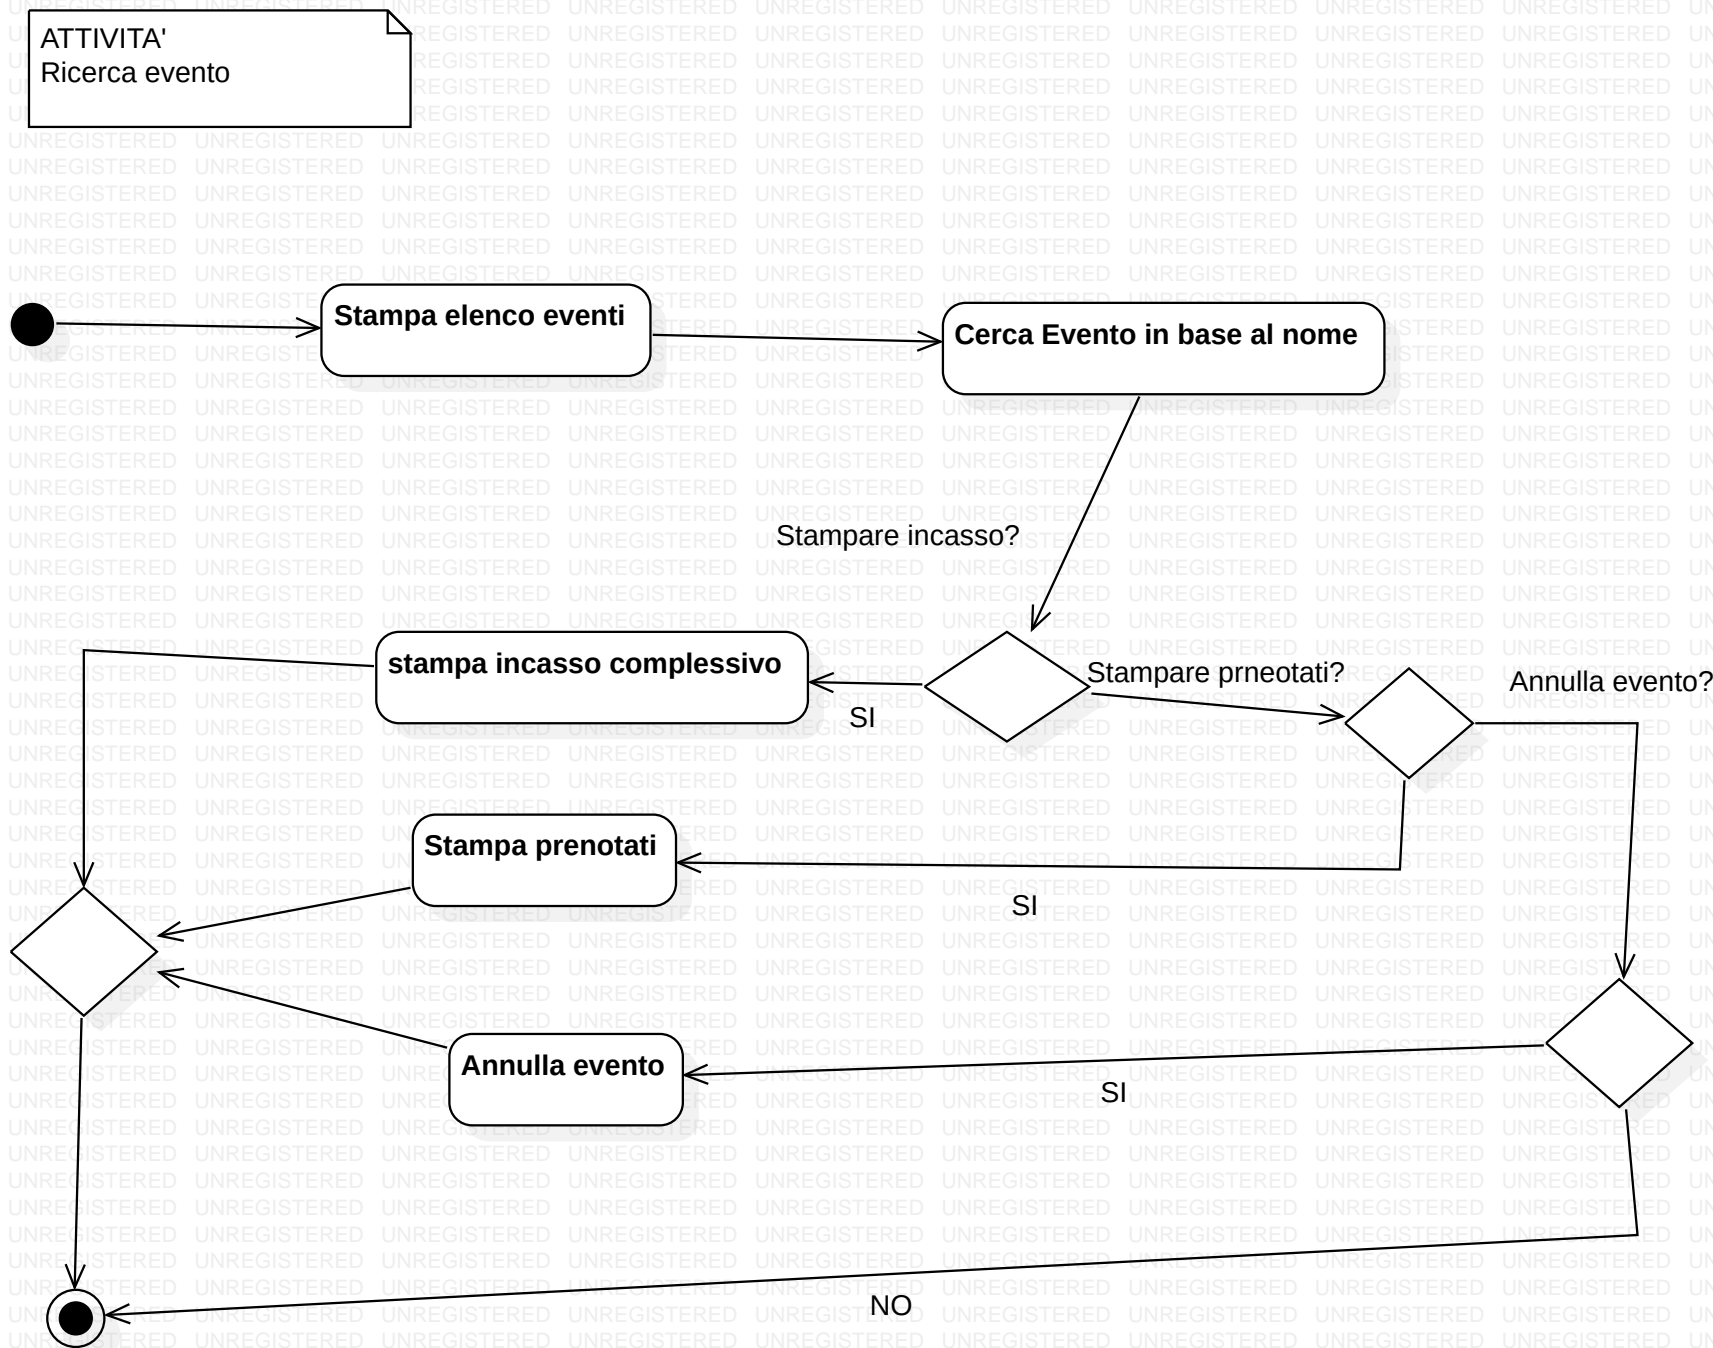 ATTIVITA'
Ricerca evento
Stampa elenco eventi
Cerca Evento in base al nome
Stampare incasso?
stampa incasso complessivo
SI
Stampare prneotati?
Annulla evento?
Stampa prenotati
SI
Annulla evento
SI
NO
UNREGISTERED